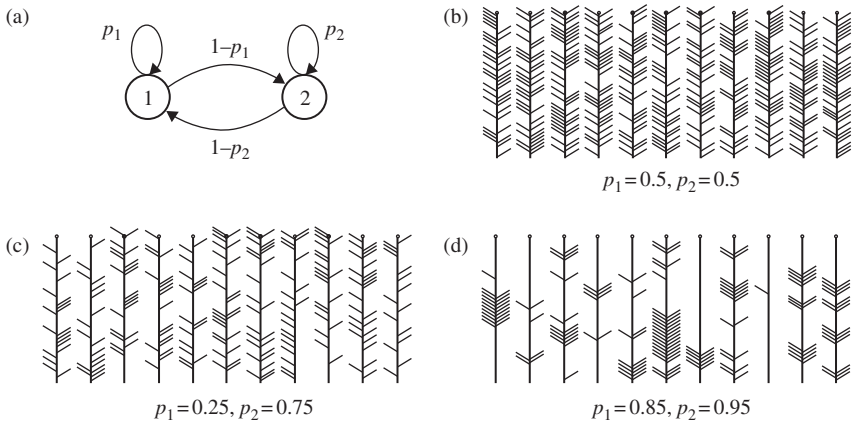 (a)
p1
1–p1
p2
1
2
1–p2
(b)
p1=0.5, p2=0.5
(c)
p1=0.25, p2=0.75
(d)
p1=0.85, p2=0.95